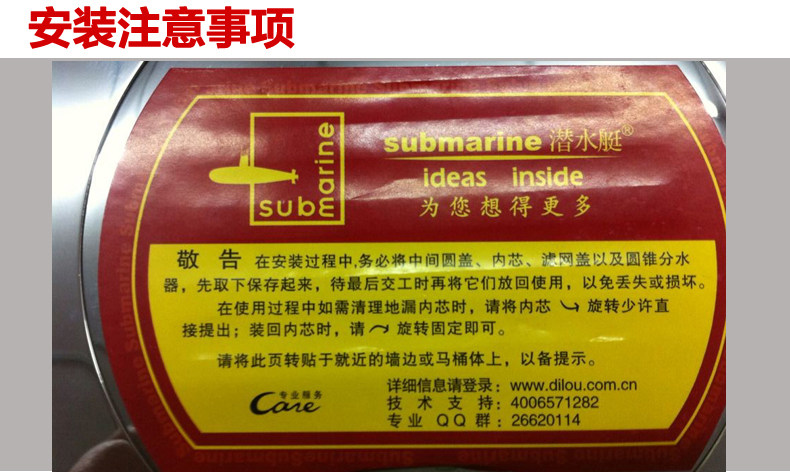 安装注意事项
submarine
submarine 潜水艇®
ideas inside
为您想得更多
敬 告 在安装过程中,务必将中间圆盖、内芯、滤网盖以及圆锥分水
器，先取下保存起来，待最后交工时再将它们放回使用，以免丢失或损坏。
在使用过程中如需清理地漏内芯时，请将内芯 旋转少许直
接提出；装回内芯时，请 旋转固定即可。
请将此页转贴于就近的墙边或马桶体上，以备提示。
专业服务
Care
详细信息请登录：www.dilou.com.cn
技术支持：4006571282
专业QQ群：26620114